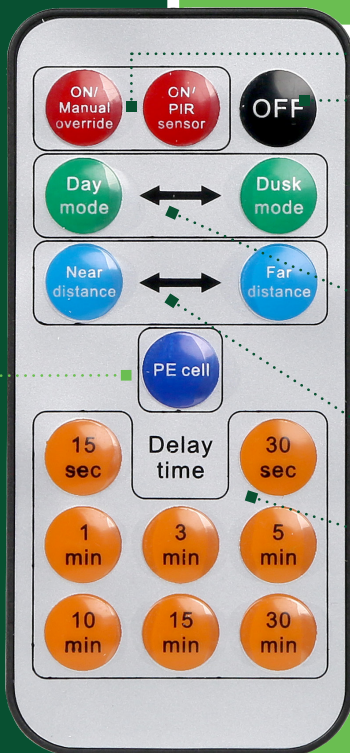 ON/
Manual
override
ON/
PIR
sensor
OFF
Day
mode
Dusk
mode
Near
distance
Far
distance
PE cell
15
sec
Delay
time
30
sec
1
min
3
min
5
min
10
min
15
min
30
min